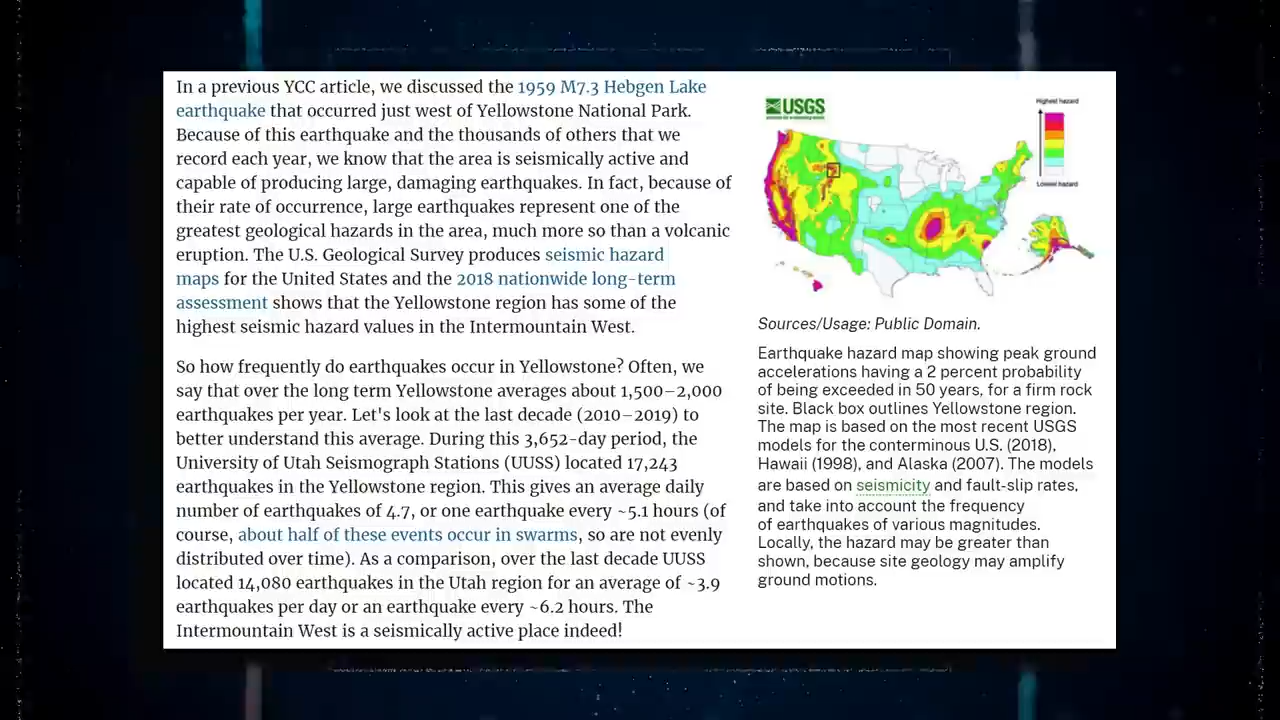 In a previous YCC article, we discussed the 1959 M7.3 Hebgen Lake
earthquake that occurred just west of Yellowstone National Park.
Because of this earthquake and the thousands of others that we
record each year, we know that the area is seismically active and
capable of producing large, damaging earthquakes. In fact, because of
their rate of occurrence, large earthquakes represent one of the
greatest geological hazards in the area, much more so than a volcanic
eruption. The U.S. Geological Survey produces seismic hazard
maps for the United States and the 2018 nationwide long-term
assessment shows that the Yellowstone region has some of the
highest seismic hazard values in the Intermountain West.
So how frequently do earthquakes occur in Yellowstone? Often, we
say that over the long term Yellowstone averages about 1,500–2,000
earthquakes per year. Let's look at the last decade (2010–2019) to
better understand this average. During this 3,652-day period, the
University of Utah Seismograph Stations (UUSS) located 17,243
earthquakes in the Yellowstone region. This gives an average daily
number of earthquakes of 4.7, or one earthquake every ~5.1 hours (of
course, about half of these events occur in swarms, so are not evenly
distributed over time). As a comparison, over the last decade UUSS
located 14,080 earthquakes in the Utah region for an average of ~3.9
earthquakes per day or an earthquake every ~6.2 hours. The
Intermountain West is a seismically active place indeed!
USGS
Highest hazard
Lowest hazard
Sources/Usage: Public Domain.
Earthquake hazard map showing peak ground
accelerations having a 2 percent probability
of being exceeded in 50 years, for a firm rock
site. Black box outlines Yellowstone region.
The map is based on the most recent USGS
models for the conterminous U.S. (2018),
Hawaii (1998), and Alaska (2007). The models
are based on seismicity and fault-slip rates,
and take into account the frequency
of earthquakes of various magnitudes.
Locally, the hazard may be greater than
shown, because site geology may amplify
ground motions.